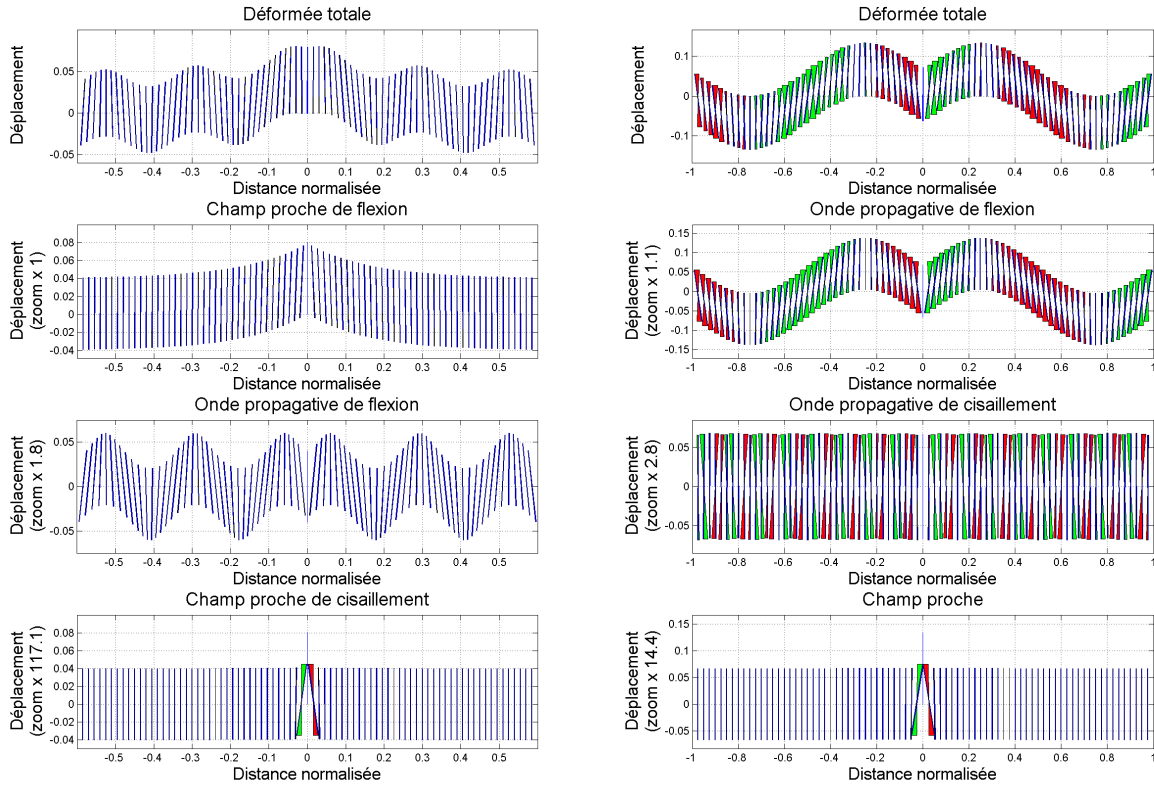 Déformée totale
Déplacement
0.05
0
-0.05
-0.5 -0.4 -0.3 -0.2 -0.1 0 0.1 0.2 0.3 0.4 0.5
Distance normalisée
Champ proche de flexion
Déplacement
(zoom x 1)
0.08
0.06
0.04
0.02
0
-0.02
-0.04
-0.5 -0.4 -0.3 -0.2 -0.1 0 0.1 0.2 0.3 0.4 0.5
Distance normalisée
Onde propagative de flexion
Déplacement
(zoom x 1.8)
0.05
0
-0.05
-0.5 -0.4 -0.3 -0.2 -0.1 0 0.1 0.2 0.3 0.4 0.5
Distance normalisée
Champ proche de cisaillement
Déplacement
(zoom x 117.1)
0.08
0.06
0.04
0.02
0
-0.02
-0.04
-0.5 -0.4 -0.3 -0.2 -0.1 0 0.1 0.2 0.3 0.4 0.5
Distance normalisée
Déformée totale
Déplacement
0.1
0
-0.1
-1 -0.8 -0.6 -0.4 -0.2 0 0.2 0.4 0.6 0.8 1
Distance normalisée
Onde propagative de flexion
Déplacement
(zoom x 1.1)
0.15
0.1
0.05
0
-0.05
-0.1
-0.15
-1 -0.8 -0.6 -0.4 -0.2 0 0.2 0.4 0.6 0.8 1
Distance normalisée
Onde propagative de cisaillement
Déplacement
(zoom x 2.8)
0.05
0
-0.05
-1 -0.8 -0.6 -0.4 -0.2 0 0.2 0.4 0.6 0.8 1
Distance normalisée
Champ proche
Déplacement
(zoom x 14.4)
0.15
0.1
0.05
0
-0.05
-1 -0.8 -0.6 -0.4 -0.2 0 0.2 0.4 0.6 0.8 1
Distance normalisée